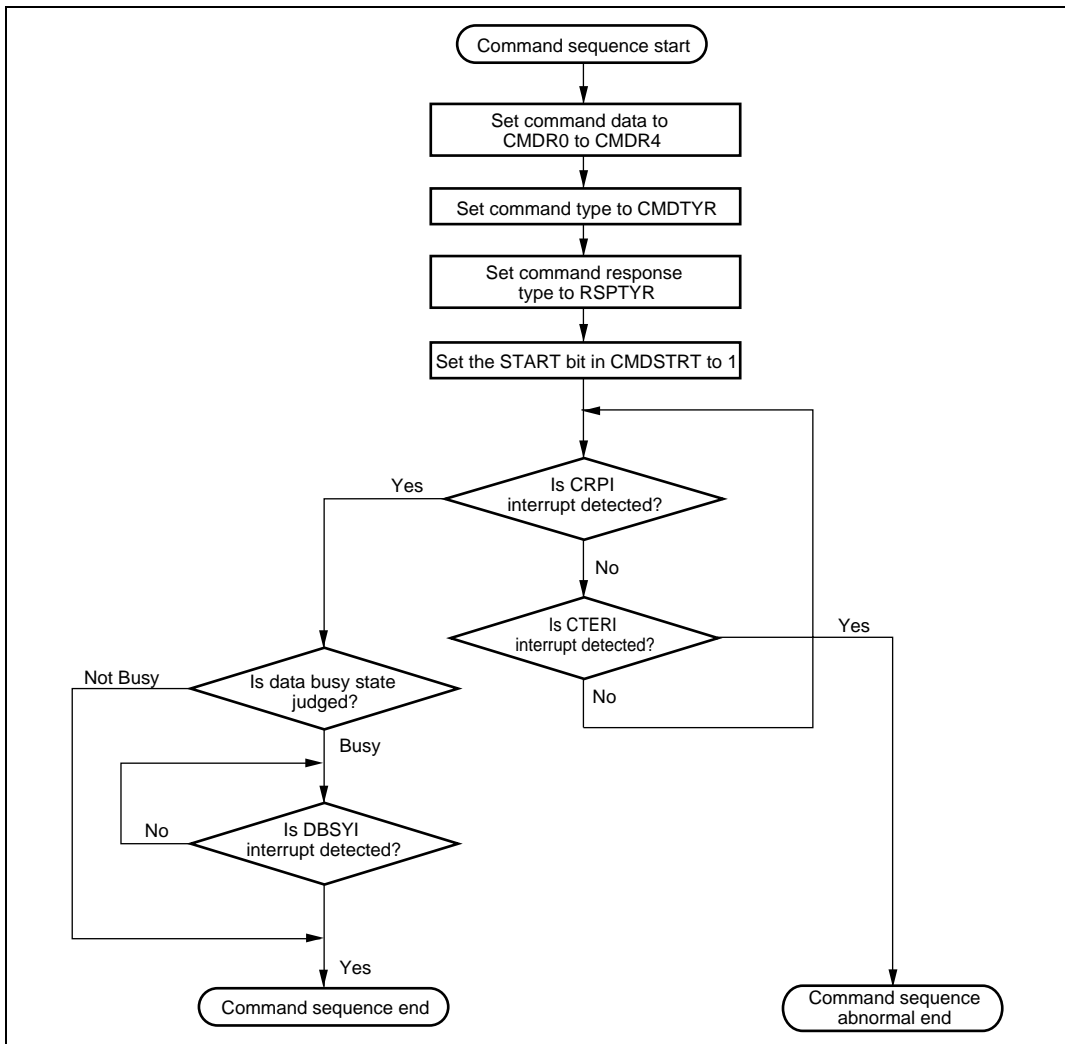 Command sequence start
Set command data to
CMDR0 to CMDR4
Set command type to CMDTYR
Set command response
type to RSPTYR
Set the START bit in CMDSTRT to 1
Is CRPI
interrupt detected?
Yes
No
Is CTERI
interrupt detected?
Yes
No
Is data busy state
judged?
Not Busy
Busy
Is DBSYI
interrupt detected?
No
Yes
Command sequence end
Command sequence
abnormal end